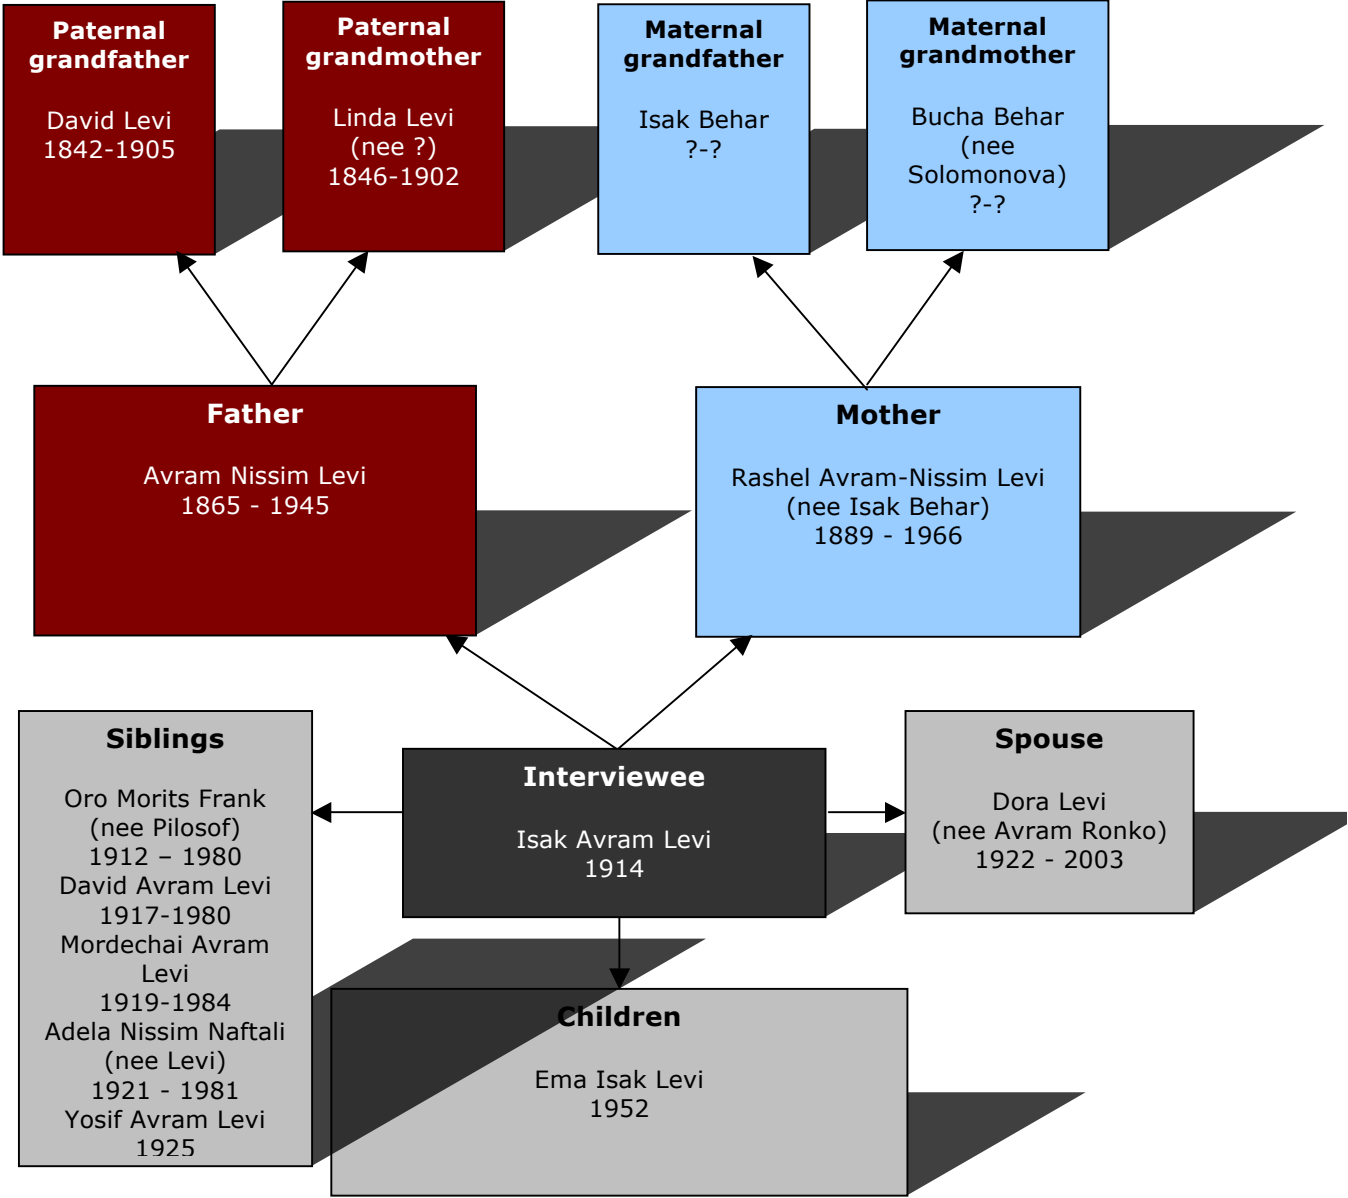 Paternal
grandfather
David Levi
1842-1905
Paternal
grandmother
Linda Levi
(nee ?)
1846-1902
Maternal
grandfather
Isak Behar
?-?
Maternal
grandmother
Bucha Behar
(nee
Solomonova)
?-?
Father
Avram Nissim Levi
1865 - 1945
Mother
Rashel Avram-Nissim Levi
(nee Isak Behar)
1889 - 1966
Siblings
Oro Morits Frank
(nee Pilosof)
1912 – 1980
David Avram Levi
1917-1980
Mordechai Avram
Levi
1919-1984
Adela Nissim Naftali
(nee Levi)
1921 - 1981
Yosif Avram Levi
1925
Interviewee
Isak Avram Levi
1914
Spouse
Dora Levi
(nee Avram Ronko)
1922 - 2003
Children
Ema Isak Levi
1952